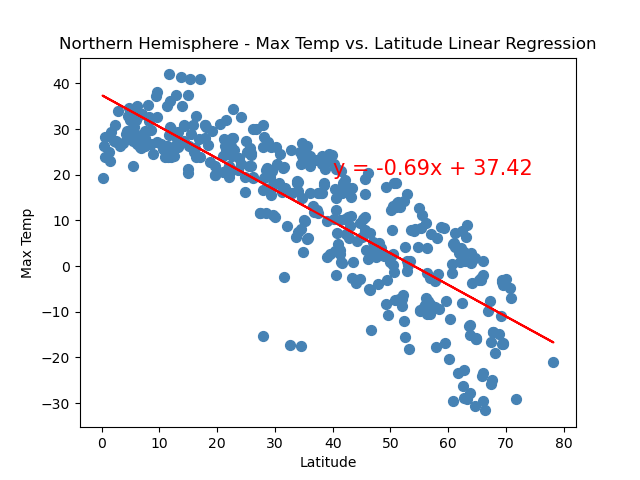 Northern Hemisphere - Max Temp vs. Latitude Linear Regression
Max Temp
40
30
20
10
0
−10
−20
−30
y = -0.69x + 37.42
0 10 20 30 40 50 60 70 80
Latitude